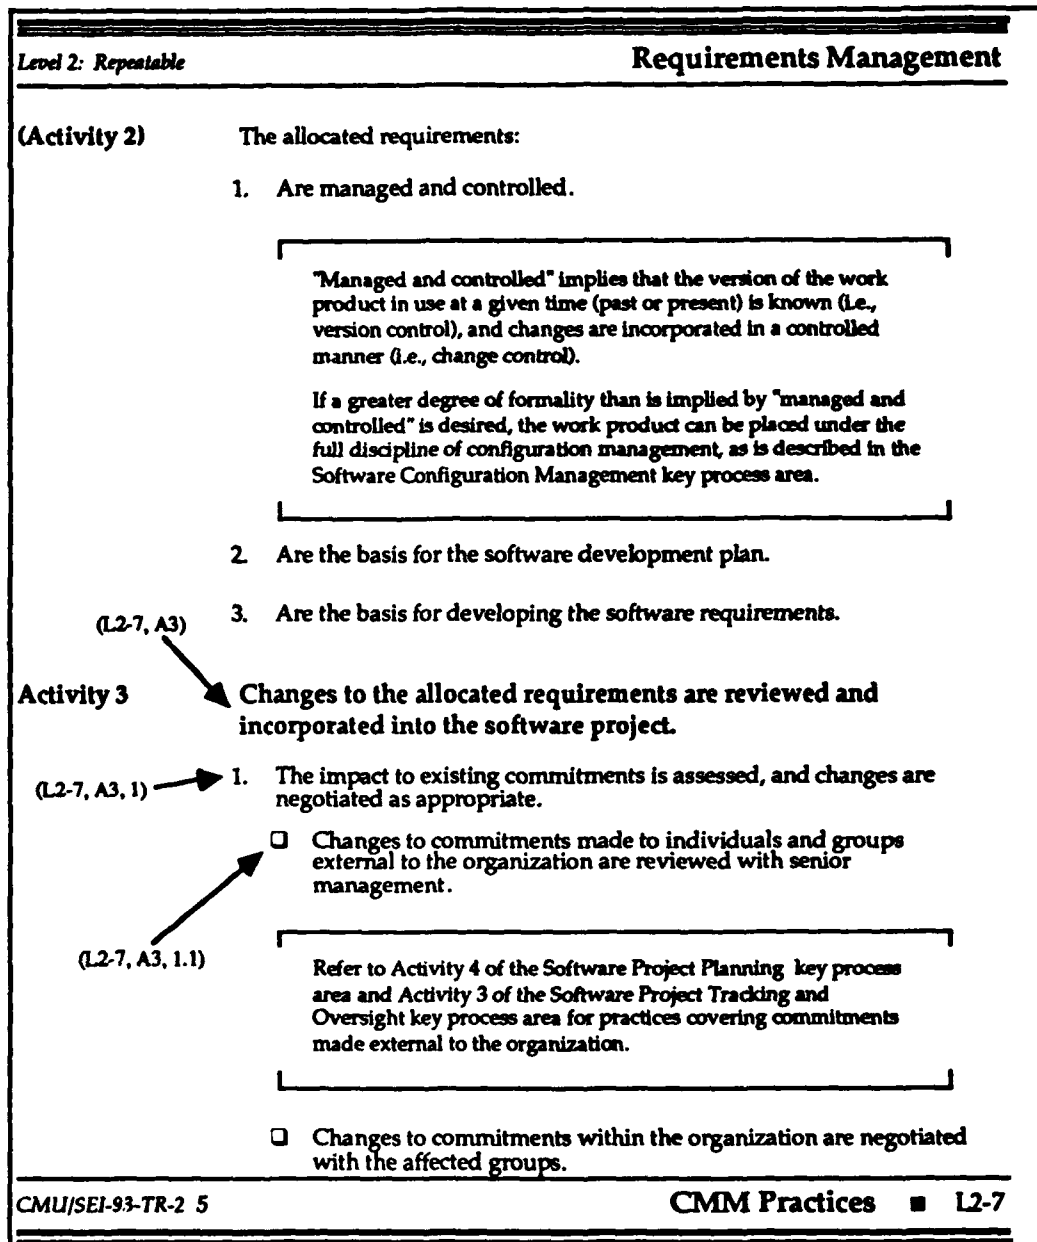 Level 2: Repeatable
Requirements Management
(Activity 2)
The allocated requirements:
1. Are managed and controlled.
"Managed and controlled" implies that the version of the work
product in use at a given time (past or present) is known (i.e.,
version control), and changes are incorporated in a controlled
manner (i.e., change control).
If a greater degree of formality than is implied by "managed and
controlled" is desired, the work product can be placed under the
full discipline of configuration management, as is described in the
Software Configuration Management key process area.
2. Are the basis for the software development plan.
3. Are the basis for developing the software requirements.
(L2-7, A3)
Activity 3
Changes to the allocated requirements are reviewed and
incorporated into the software project.
(L2-7, A3, 1)
1. The impact to existing commitments is assessed, and changes are
negotiated as appropriate.
❑ Changes to commitments made to individuals and groups
external to the organization are reviewed with senior
management.
(L2-7, A3, 1.1)
Refer to Activity 4 of the Software Project Planning key process
area and Activity 3 of the Software Project Tracking and
Oversight key process area for practices covering commitments
made external to the organization.
❑ Changes to commitments within the organization are negotiated
with the affected groups.
CMU/SEI-93-TR-2 5
CMM Practices ■ L2-7